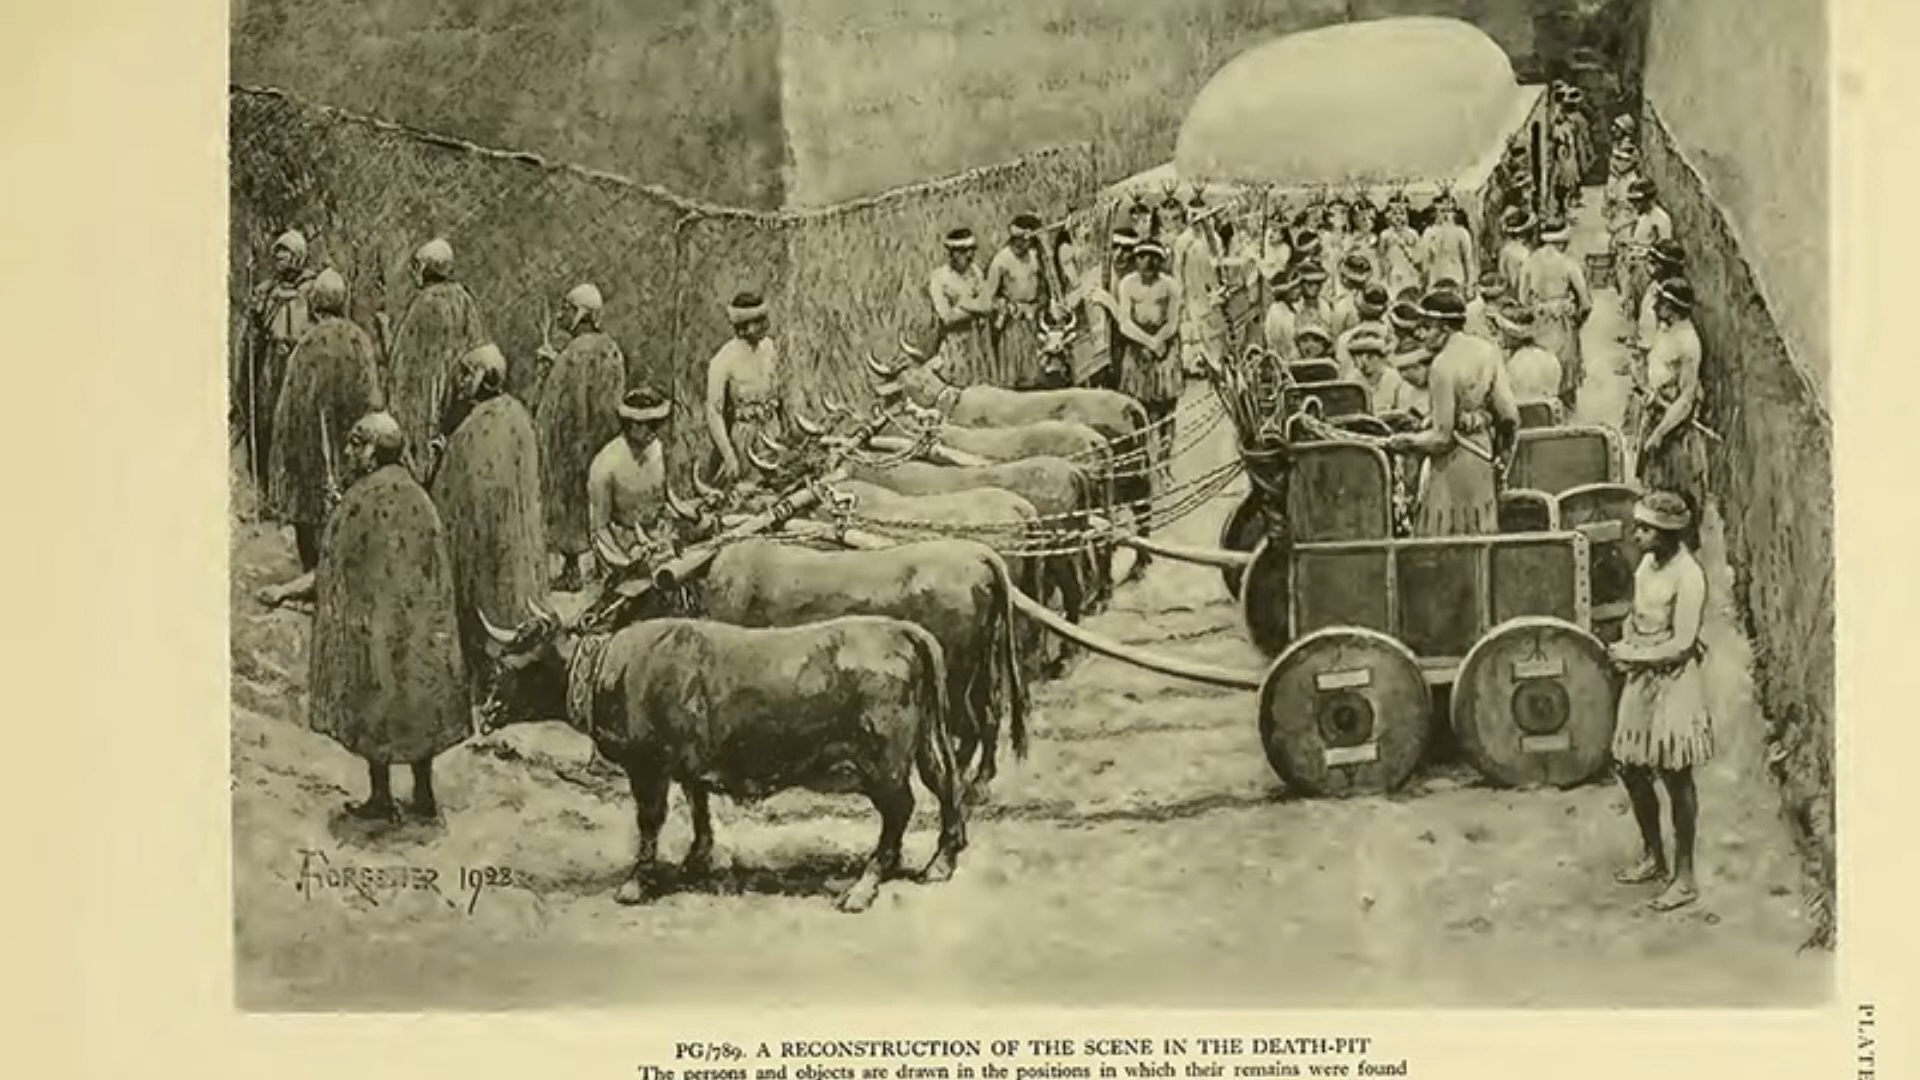 A FORESTIER 1928
PG/789. A RECONSTRUCTION OF THE SCENE IN THE DEATH-PIT
The persons and objects are drawn in the positions in which their remains were found
PLATE